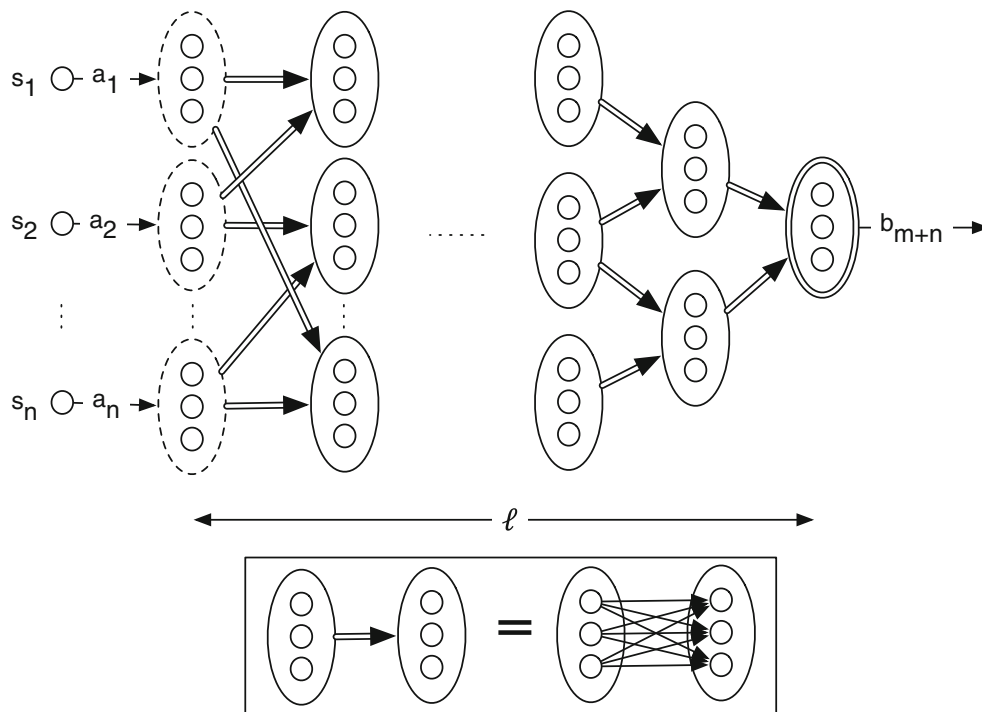 s1 a1
s2 a2
bm+n
sn an
ℓ
=